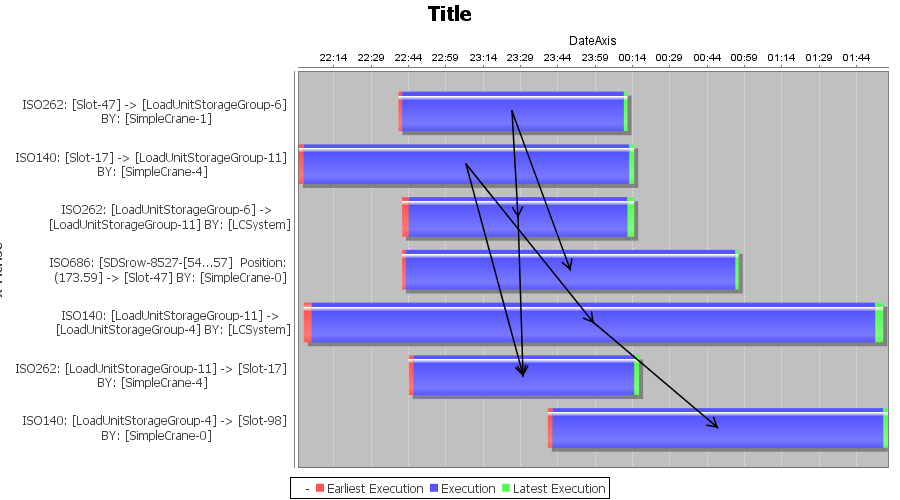 Title
DateAxis
22:14 22:29 22:44 22:59 23:14 23:29 23:44 23:59 00:14 00:29 00:44 00:59 01:14 01:29 01:44
ISO262: [Slot-47] -> [LoadUnitStorageGroup-6]
BY: [SimpleCrane-1]
ISO140: [Slot-17] -> [LoadUnitStorageGroup-11]
BY: [SimpleCrane-4]
ISO262: [LoadUnitStorageGroup-6] ->
[LoadUnitStorageGroup-11] BY: [LCSystem]
ISO686: [SDSrow-8527-[54...57] Position:
(173.59] -> [Slot-47] BY: [SimpleCrane-0]
ISO140: [LoadUnitStorageGroup-11] ->
[LoadUnitStorageGroup-4] BY: [LCSystem]
ISO262: [LoadUnitStorageGroup-11] -> [Slot-17]
BY: [SimpleCrane-4]
ISO140: [LoadUnitStorageGroup-4] -> [Slot-98]
BY: [SimpleCrane-0]
- Earliest Execution Execution Latest Execution